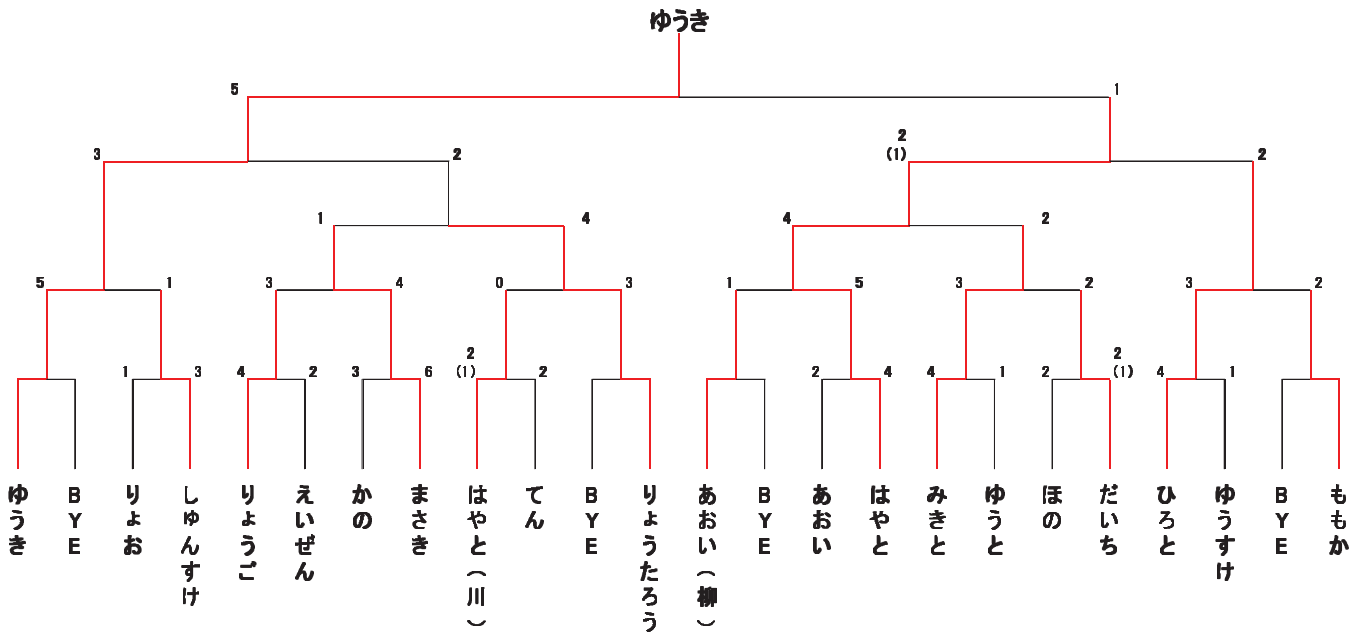 ゆうき
5
1
3
2
2
(1)
2
1
4
4
2
5
1
3
4
0
3
1
5
3
2
3
2
1
3
4
2
3
6
2
(1)
2
2
4
4
1
2
2
(1)
4
1
ゆうき
BYE
りょお
しゅんすけ
りょうご
えいぜん
かの
まさき
はやと(川)
てん
BYE
りょうたろう
あおい(柳)
BYE
あおい
はやと
みきと
ゆうと
ほの
だいち
ひろと
ゆうすけ
BYE
ももか